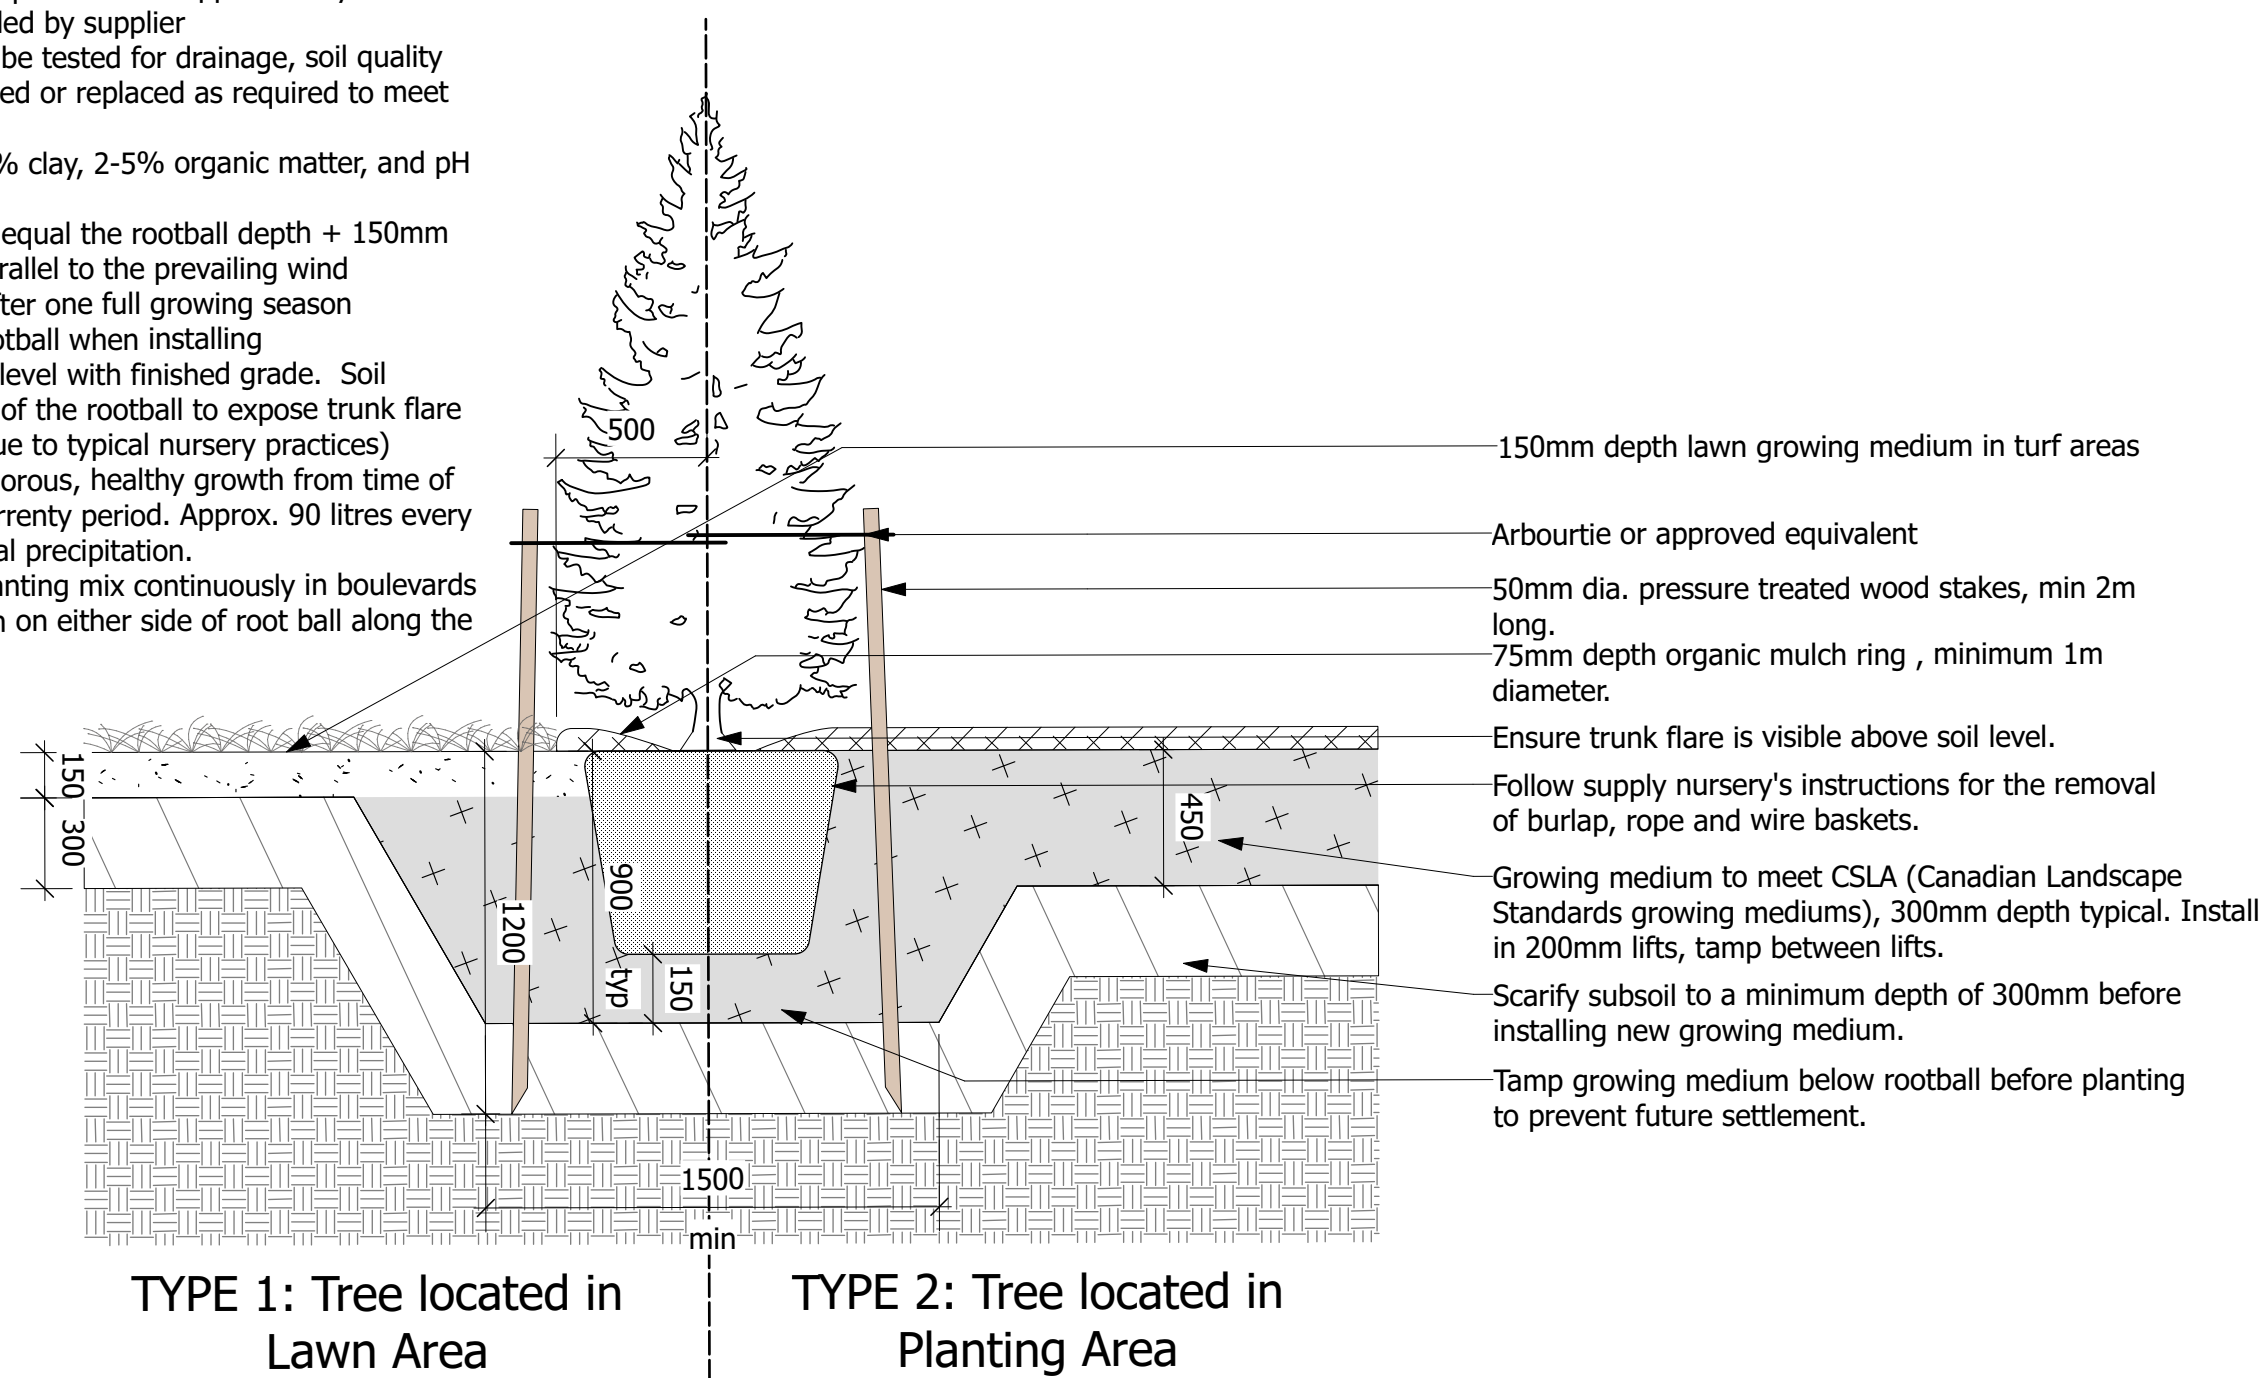 led by supplier
be tested for drainage, soil quality
ed or replaced as required to meet
% clay, 2-5% organic matter, and pH
equal the rootball depth + 150mm
rallel to the prevailing wind
fter one full growing season
otball when installing
level with finished grade. Soil
of the rootball to expose trunk flare
ue to typical nursery practices)
orous, healthy growth from time of
rrenty period. Approx. 90 litres every
al precipitation.
anting mix continuously in boulevards
on either side of root ball along the
500
150mm depth lawn growing medium in turf areas
Arbourtie or approved equivalent
50mm dia. pressure treated wood stakes, min 2m
long.
75mm depth organic mulch ring , minimum 1m
diameter.
Ensure trunk flare is visible above soil level.
Follow supply nursery's instructions for the removal
of burlap, rope and wire baskets.
Growing medium to meet CSLA (Canadian Landscape
Standards growing mediums), 300mm depth typical. Install
in 200mm lifts, tamp between lifts.
Scarify subsoil to a minimum depth of 300mm before
installing new growing medium.
Tamp growing medium below rootball before planting
to prevent future settlement.
150
300
1200
900
typ
150
450
1500
min
TYPE 1: Tree located in
Lawn Area
TYPE 2: Tree located in
Planting Area